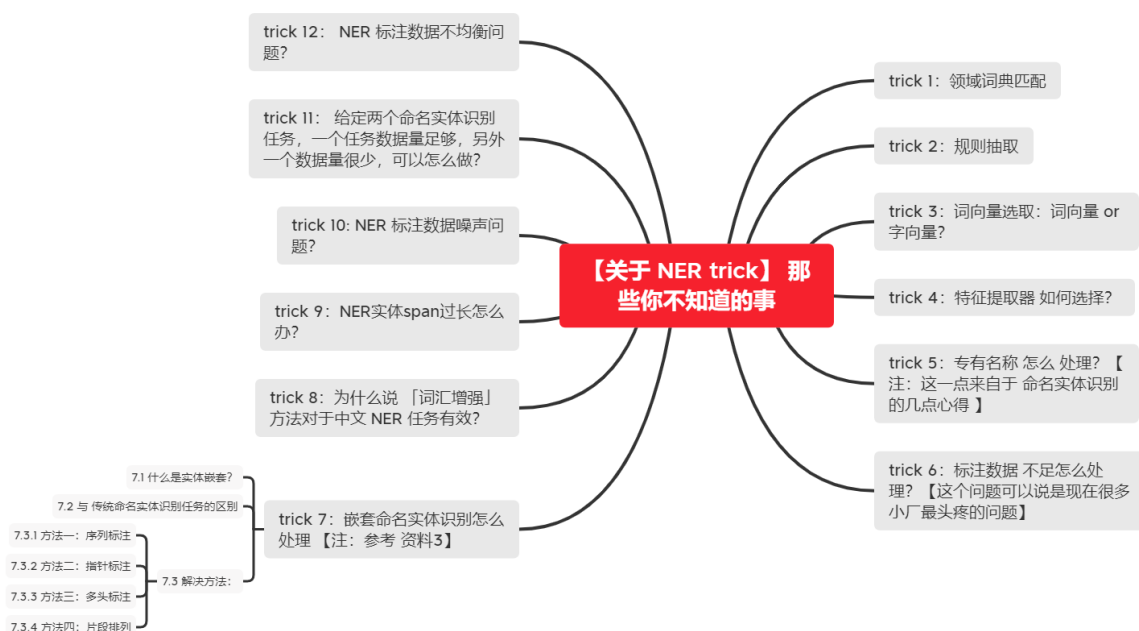 【关于 NER trick】 那
些你不知道的事
trick 1：领域词典匹配
trick 2：规则抽取
trick 3：词向量选取：词向量 or
字向量？
trick 4：特征提取器 如何选择？
trick 5：专有名称 怎么 处理？【
注：这一点来自于 命名实体识别
的几点心得 】
trick 6：标注数据 不足怎么处
理？【这个问题可以说是现在很多
小厂最头疼的问题】
trick 7：嵌套命名实体识别怎么
处理 【注：参考 资料3】
7.1 什么是实体嵌套？
7.2 与 传统命名实体识别任务的区别
7.3 解决方法：
7.3.1 方法一：序列标注
7.3.2 方法二：指针标注
7.3.3 方法三：多头标注
7.3.4 方法四：片段排列
trick 8：为什么说 「词汇增强」
方法对于中文 NER 任务有效？
trick 9：NER实体span过长怎么
办？
trick 10: NER 标注数据噪声问
题？
trick 11： 给定两个命名实体识别
任务，一个任务数据量足够，另外
一个数据量很少，可以怎么做？
trick 12： NER 标注数据不均衡问
题？